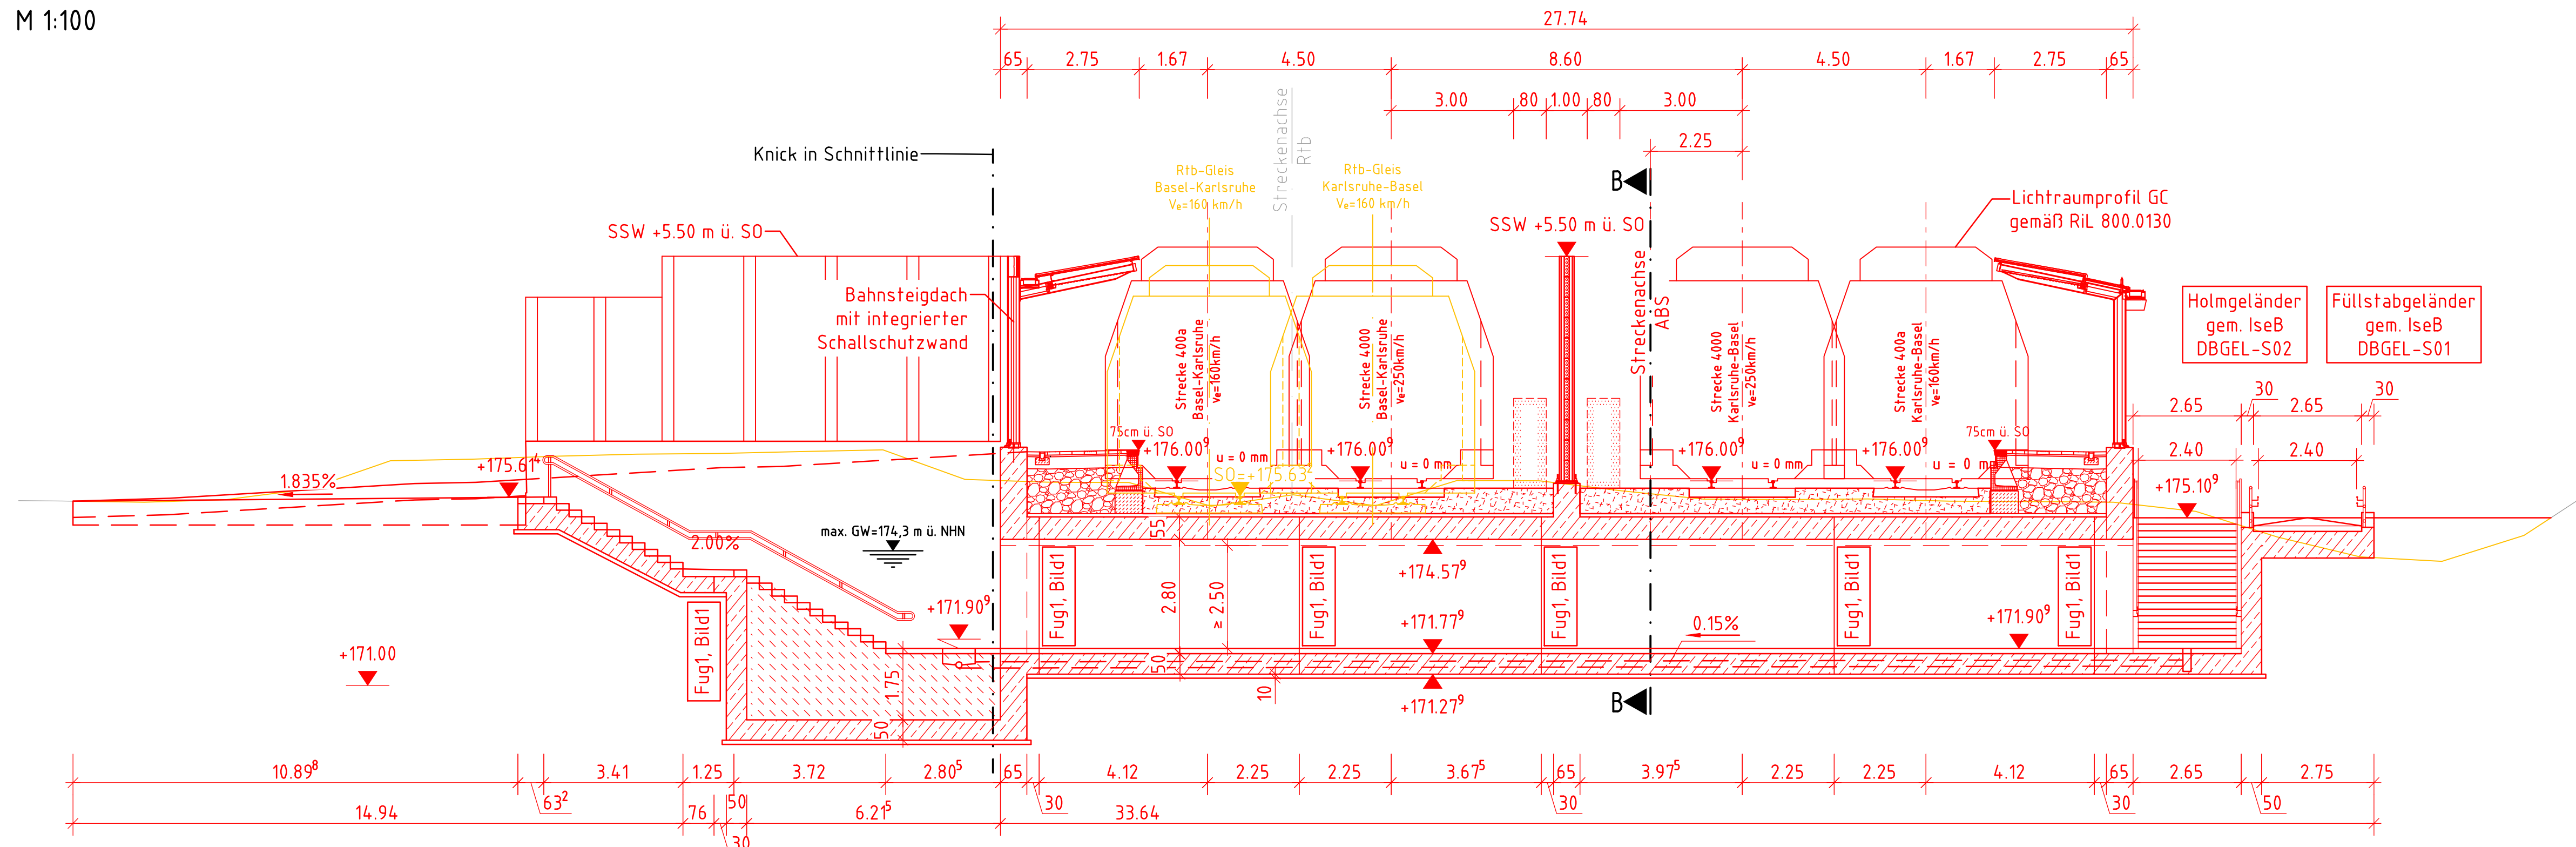 M 1:100
27.74
65
2.75
1.67
4.50
8.60
4.50
1.67
2.75
65
3.00
80
1.00
80
3.00
2.25
Knick in Schnittlinie
Streckenachse
Rtb
Rtb-Gleis
Basel-Karlsruhe
Ve=160 km/h
Rtb-Gleis
Karlsruhe-Basel
Ve=160 km/h
B
B
SSW +5.50 m ü. SO
SSW +5.50 m ü. SO
Lichtraumprofil GC
gemäß RiL 800.0130
Bahnsteigdach
mit integrierter
Schallschutzwand
Streckenachse
ABS
Strecke 400a
Basel-Karlsruhe
ve=160km/h
Strecke 4000
Basel-Karlsruhe
ve=250km/h
Strecke 4000
Karlsruhe-Basel
ve=250km/h
Strecke 400a
Karlsruhe-Basel
ve=160km/h
Holmgeländer
gem. IseB
DBGEL-S02
Füllstabgeländer
gem. IseB
DBGEL-S01
30
30
2.65
2.65
2.40
2.40
75cm ü. SO
75cm ü. SO
+176.00⁹
+176.00⁹
+176.00⁹
+176.00⁹
u = 0 mm
u = 0 mm
u = 0 mm
u = 0 mm
SO=+175.63²
+175.61⁴
1.835%
2.00%
+175.10⁹
max. GW=174,3 m ü. NHN
55
2.80
≥ 2.50
50
10
Fug1, Bild1
Fug1, Bild1
Fug1, Bild1
Fug1, Bild1
Fug1, Bild1
Fug1, Bild1
+174.57⁹
+171.77⁹
+171.27⁹
+171.90⁹
+171.90⁹
0.15%
+171.00
1.75
50
10.89⁸
63²
3.41
1.25
3.72
2.80⁵
65
30
4.12
2.25
2.25
3.67⁵
30
65
3.97⁵
2.25
2.25
4.12
30
65
2.65
50
2.75
14.94
76
30
50
6.21⁵
33.64